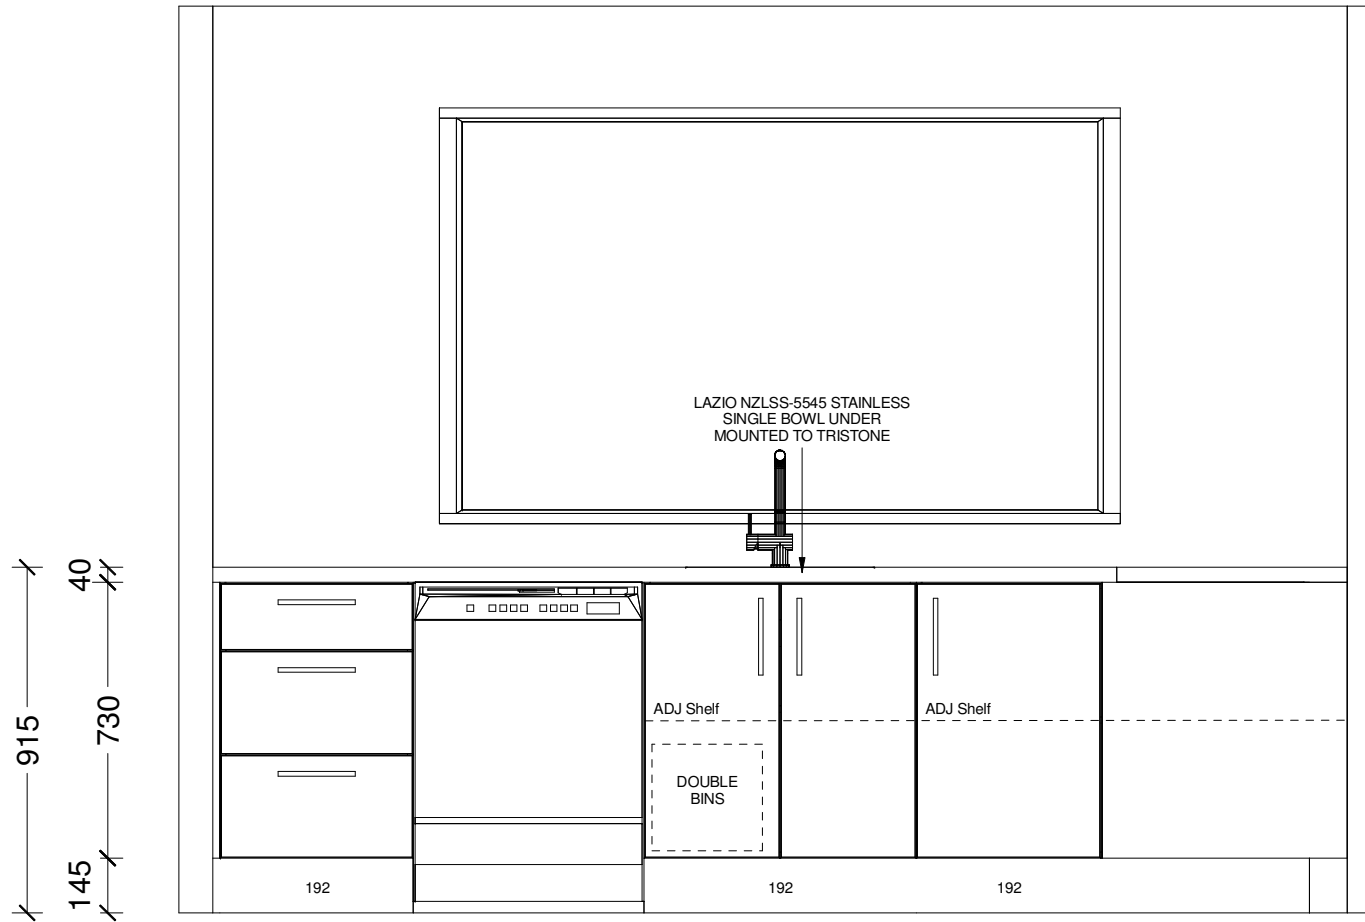 LAZIO NZLSS-5545 STAINLESS
SINGLE BOWL UNDER
MOUNTED TO TRISTONE
40
915
730
145
ADJ Shelf
ADJ Shelf
DOUBLE
BINS
192
192
192